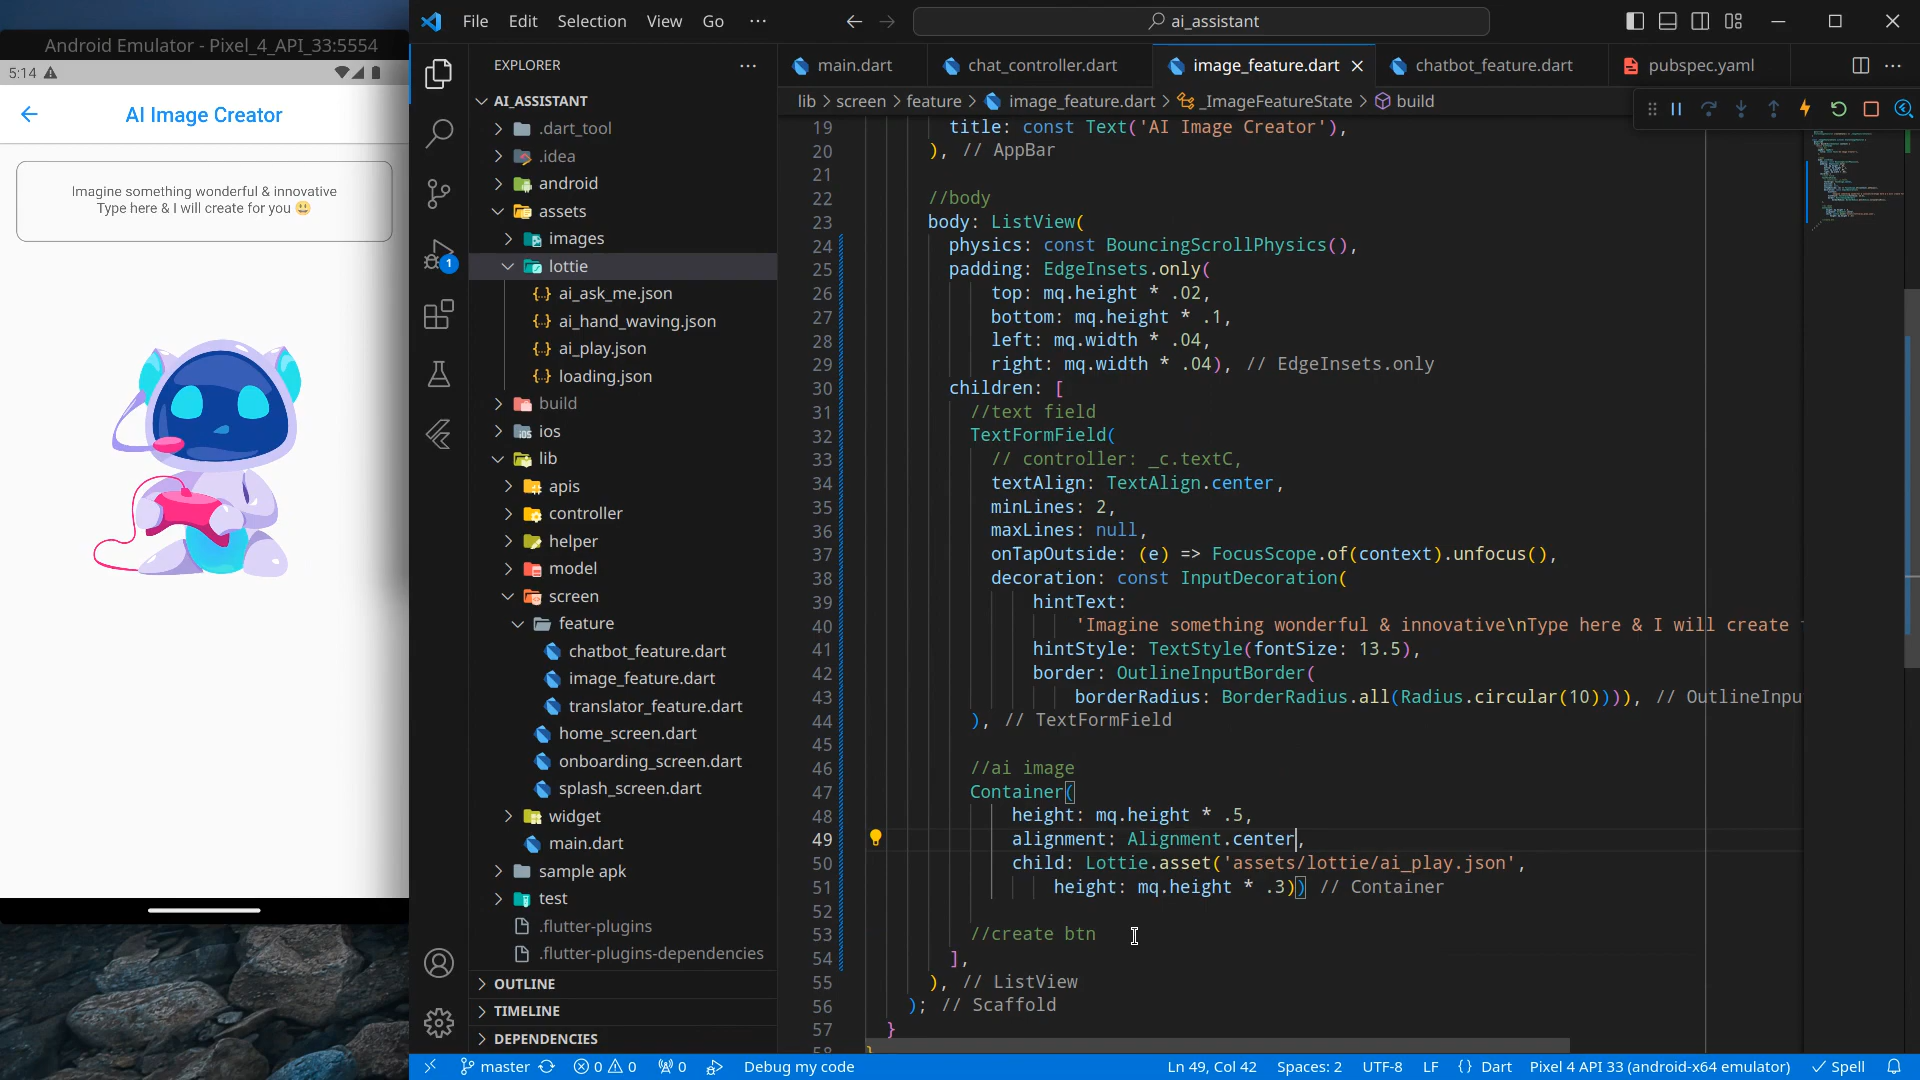 Android Emulator - Pixel_4_API_33:5554
5:14
AI Image Creator
Imagine something wonderful & innovative
Type here & I will create for you 😃
File Edit Selection View Go ···
ai_assistant
EXPLORER
AI_ASSISTANT
.dart_tool
.idea
android
assets
images
lottie
ai_ask_me.json
ai_hand_waving.json
ai_play.json
loading.json
build
ios
lib
apis
controller
helper
model
screen
feature
chatbot_feature.dart
image_feature.dart
translator_feature.dart
home_screen.dart
onboarding_screen.dart
splash_screen.dart
widget
main.dart
sample apk
test
.flutter-plugins
.flutter-plugins-dependencies
OUTLINE
TIMELINE
DEPENDENCIES
1
main.dart chat_controller.dart image_feature.dart chatbot_feature.dart pubspec.yaml
lib > screen > feature > image_feature.dart > _ImageFeatureState > build
19 title: const Text('AI Image Creator'),
20 ), // AppBar
21
22 //body
23 body: ListView(
24 physics: const BouncingScrollPhysics(),
25 padding: EdgeInsets.only(
26 top: mq.height * .02,
27 bottom: mq.height * .1,
28 left: mq.width * .04,
29 right: mq.width * .04), // EdgeInsets.only
30 children: [
31 //text field
32 TextFormField(
33 // controller: _c.textC,
34 textAlign: TextAlign.center,
35 minLines: 2,
36 maxLines: null,
37 onTapOutside: (e) => FocusScope.of(context).unfocus(),
38 decoration: const InputDecoration(
39 hintText:
40 'Imagine something wonderful & innovative\nType here & I will create
41 hintStyle: TextStyle(fontSize: 13.5),
42 border: OutlineInputBorder(
43 borderRadius: BorderRadius.all(Radius.circular(10)))), // OutlineInpu
44 ), // TextFormField
45
46 //ai image
47 Container(
48 height: mq.height * .5,
49 alignment: Alignment.center,
50 child: Lottie.asset('assets/lottie/ai_play.json',
51 height: mq.height * .3)) // Container
52
53 //create btn
54 ],
55 ), // ListView
56 ); // Scaffold
57 }
58 }
master 0 0 0 Debug my code Ln 49, Col 42 Spaces: 2 UTF-8 LF {} Dart Pixel 4 API 33 (android-x64 emulator) Spell